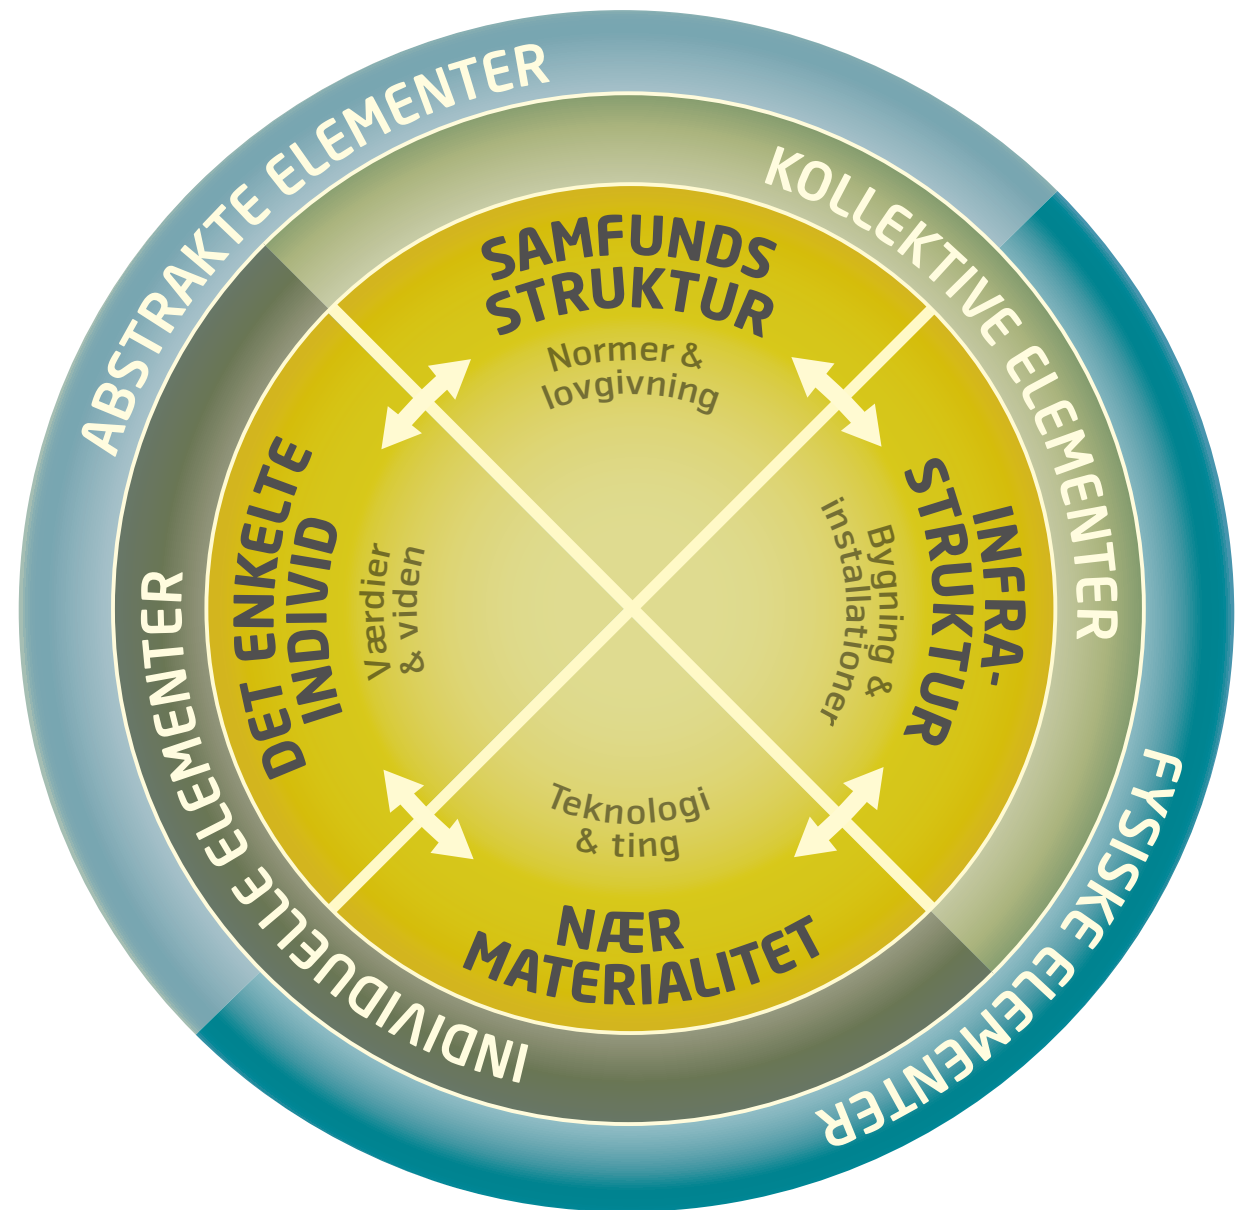 ABSTRAKTE ELEMENTER
KOLLEKTIVE ELEMENTER
SAMFUNDS
STRUKTUR
Normer &
lovgivning
DET ENKELTE
INDIVID
Værdier
& viden
INFRA-
STRUKTUR
Bygning &
installationer
Teknologi
& ting
NÆR
MATERIALITET
INDIVIDUELLE ELEMENTER
FYSISKE ELEMENTER